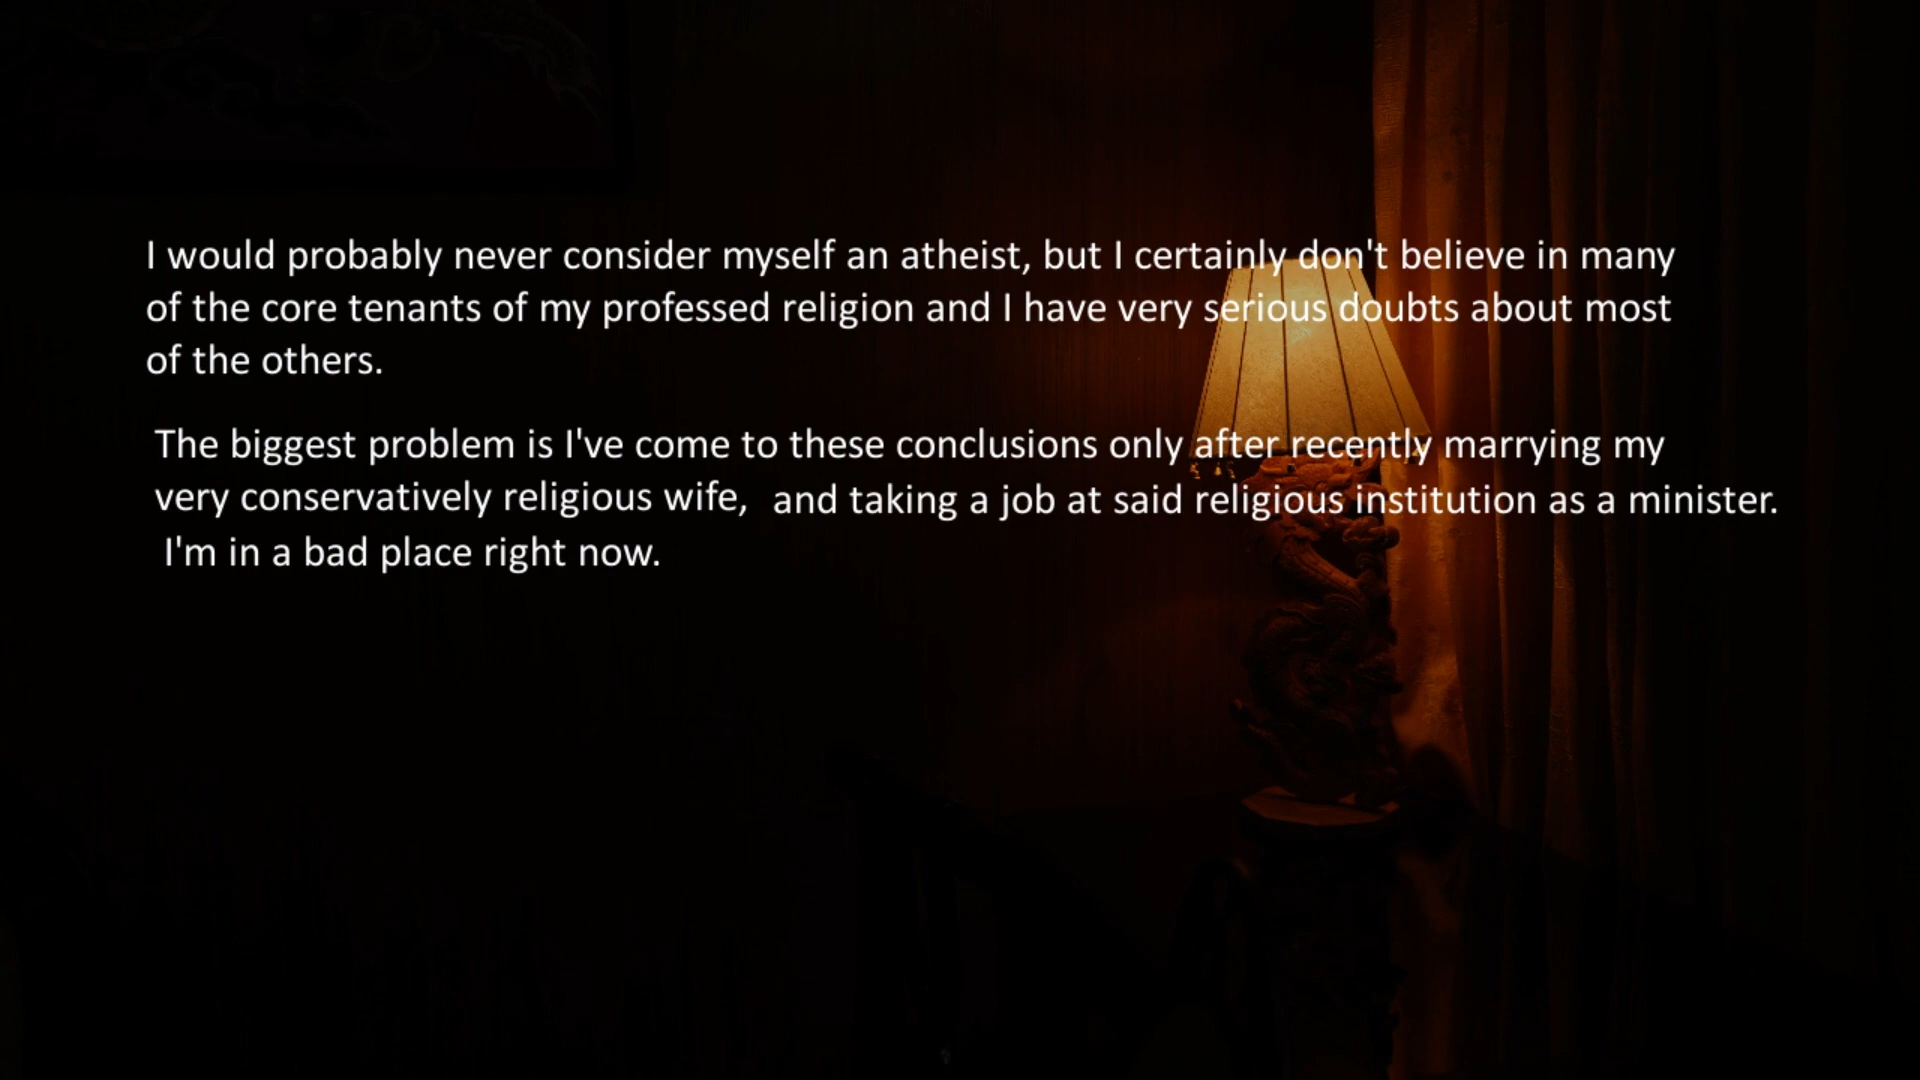 I would probably never consider myself an atheist, but I certainly don't believe in many
of the core tenants of my professed religion and I have very serious doubts about most
of the others.
The biggest problem is I've come to these conclusions only after recently marrying my
very conservatively religious wife, and taking a job at said religious institution as a minister.
I'm in a bad place right now.